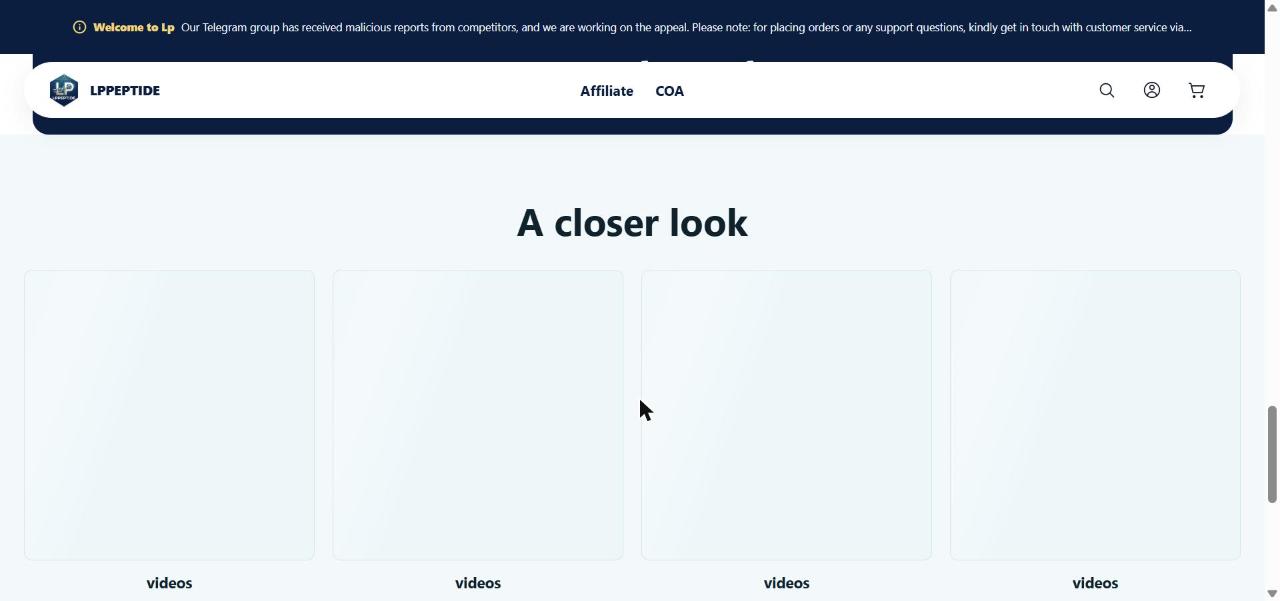 Welcome to Lp Our Telegram group has received malicious reports from competitors, and we are working on the appeal. Please note: for placing orders or any support questions, kindly get in touch with customer service via...
LPPEPTIDE
Affiliate COA
A closer look
videos videos videos videos